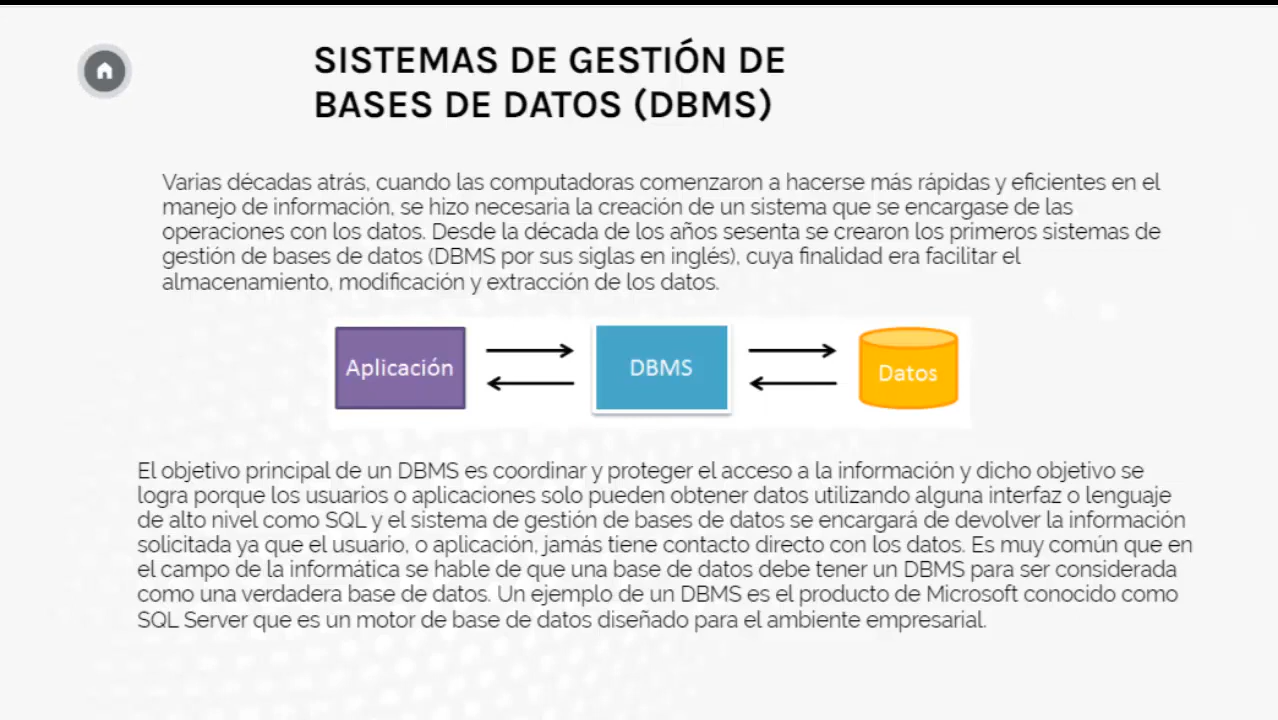 SISTEMAS DE GESTIÓN DE
BASES DE DATOS (DBMS)
Varias décadas atrás, cuando las computadoras comenzaron a hacerse más rápidas y eficientes en el
manejo de información, se hizo necesaria la creación de un sistema que se encargase de las
operaciones con los datos. Desde la década de los años sesenta se crearon los primeros sistemas de
gestión de bases de datos (DBMS por sus siglas en inglés), cuya finalidad era facilitar el
almacenamiento, modificación y extracción de los datos.
Aplicación
DBMS
Datos
El objetivo principal de un DBMS es coordinar y proteger el acceso a la información y dicho objetivo se
logra porque los usuarios o aplicaciones solo pueden obtener datos utilizando alguna interfaz o lenguaje
de alto nivel como SQL y el sistema de gestión de bases de datos se encargará de devolver la información
solicitada ya que el usuario, o aplicación, jamás tiene contacto directo con los datos. Es muy común que en
el campo de la informática se hable de que una base de datos debe tener un DBMS para ser considerada
como una verdadera base de datos. Un ejemplo de un DBMS es el producto de Microsoft conocido como
SQL Server que es un motor de base de datos diseñado para el ambiente empresarial.